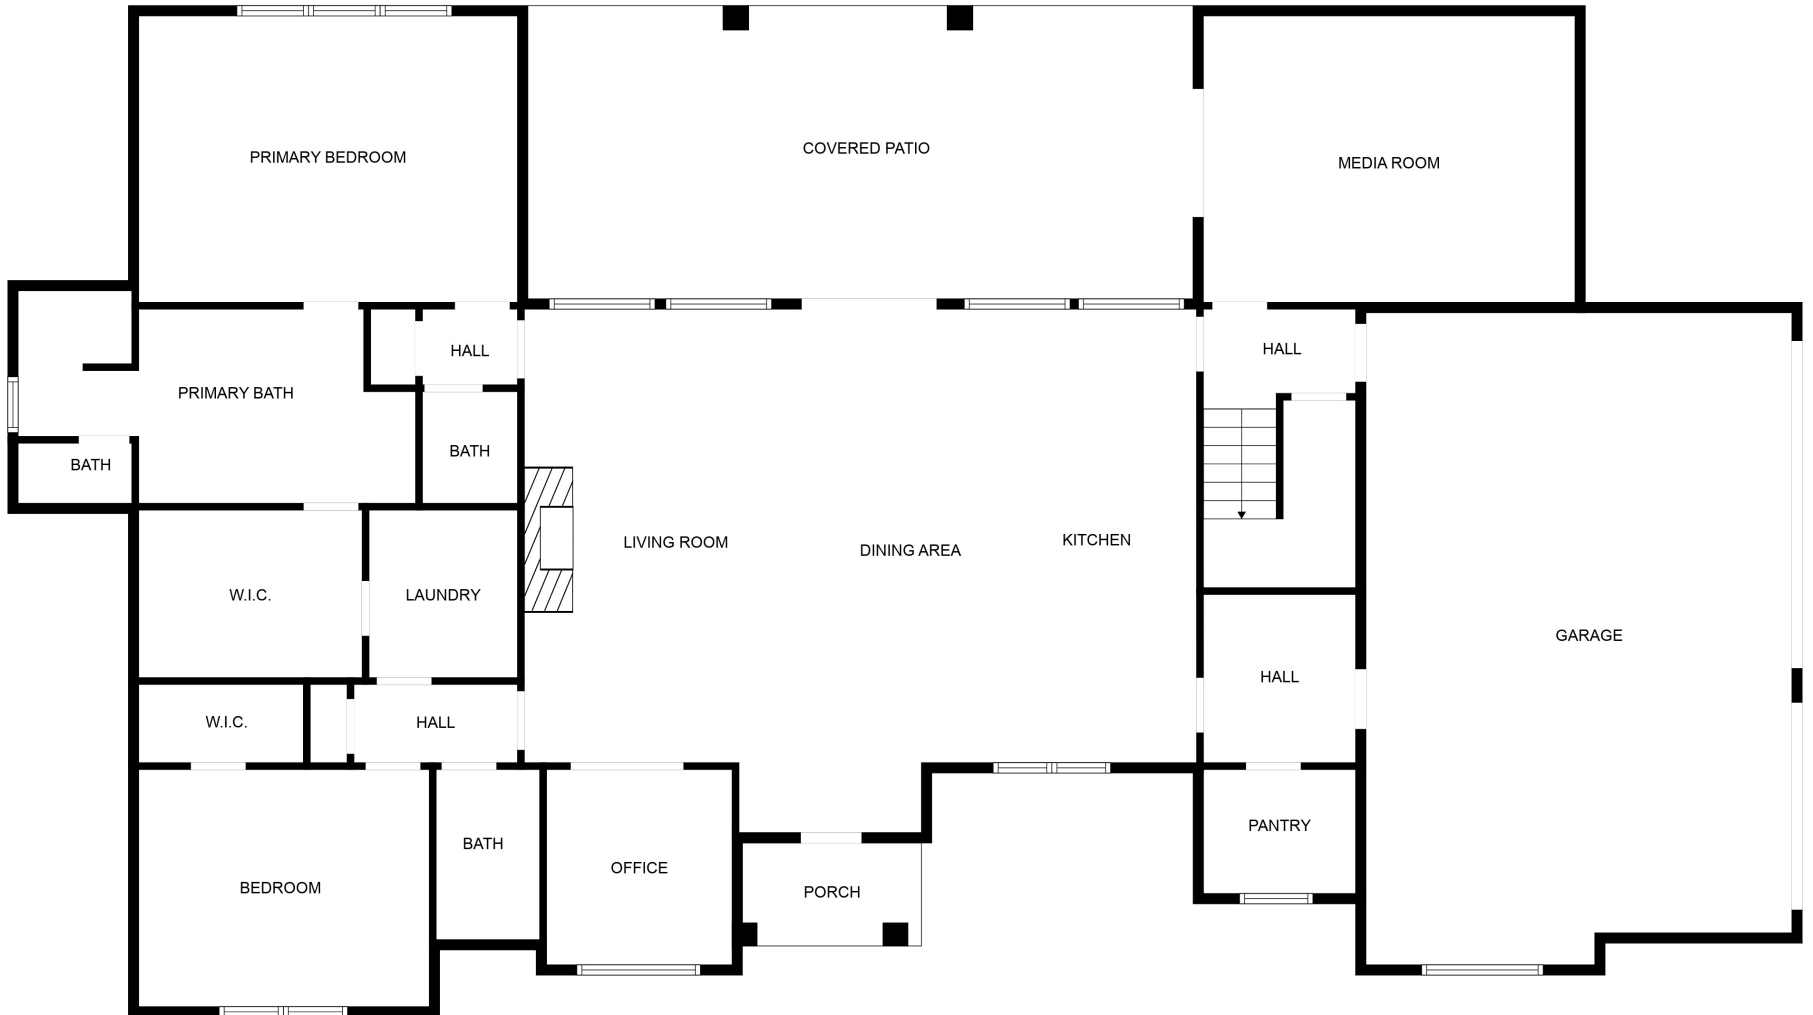 COVERED PATIO
PRIMARY BEDROOM
MEDIA ROOM
HALL
HALL
PRIMARY BATH
BATH
BATH
KITCHEN
LIVING ROOM
DINING AREA
W.I.C.
LAUNDRY
GARAGE
HALL
W.I.C.
HALL
PANTRY
BATH
OFFICE
BEDROOM
PORCH